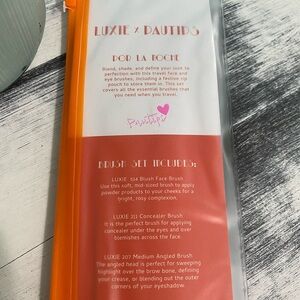 LUXIE x PAUTIPS
POP LA ROCHE
Blend, shade, and define your look to
perfection with this travel face and
eye brushes, including a festive zip
pouch to store them in. This set
covers all the essential brushes that
you need when you travel.
Pautips
BRUSH SET INCLUDES:
LUXIE 514 Blush Face Brush
Use this soft, mid-sized brush to apply
powder products to your cheeks for a
bright, rosy complexion.
LUXIE 211 Concealer Brush
It is the perfect brush for applying
concealer under the eyes and over
blemishes across the face.
LUXIE 207 Medium Angled Brush
The angled head is perfect for sweeping
highlight over the brow bone, defining
your crease, or blending out the outer
corners of your eyeshadow.